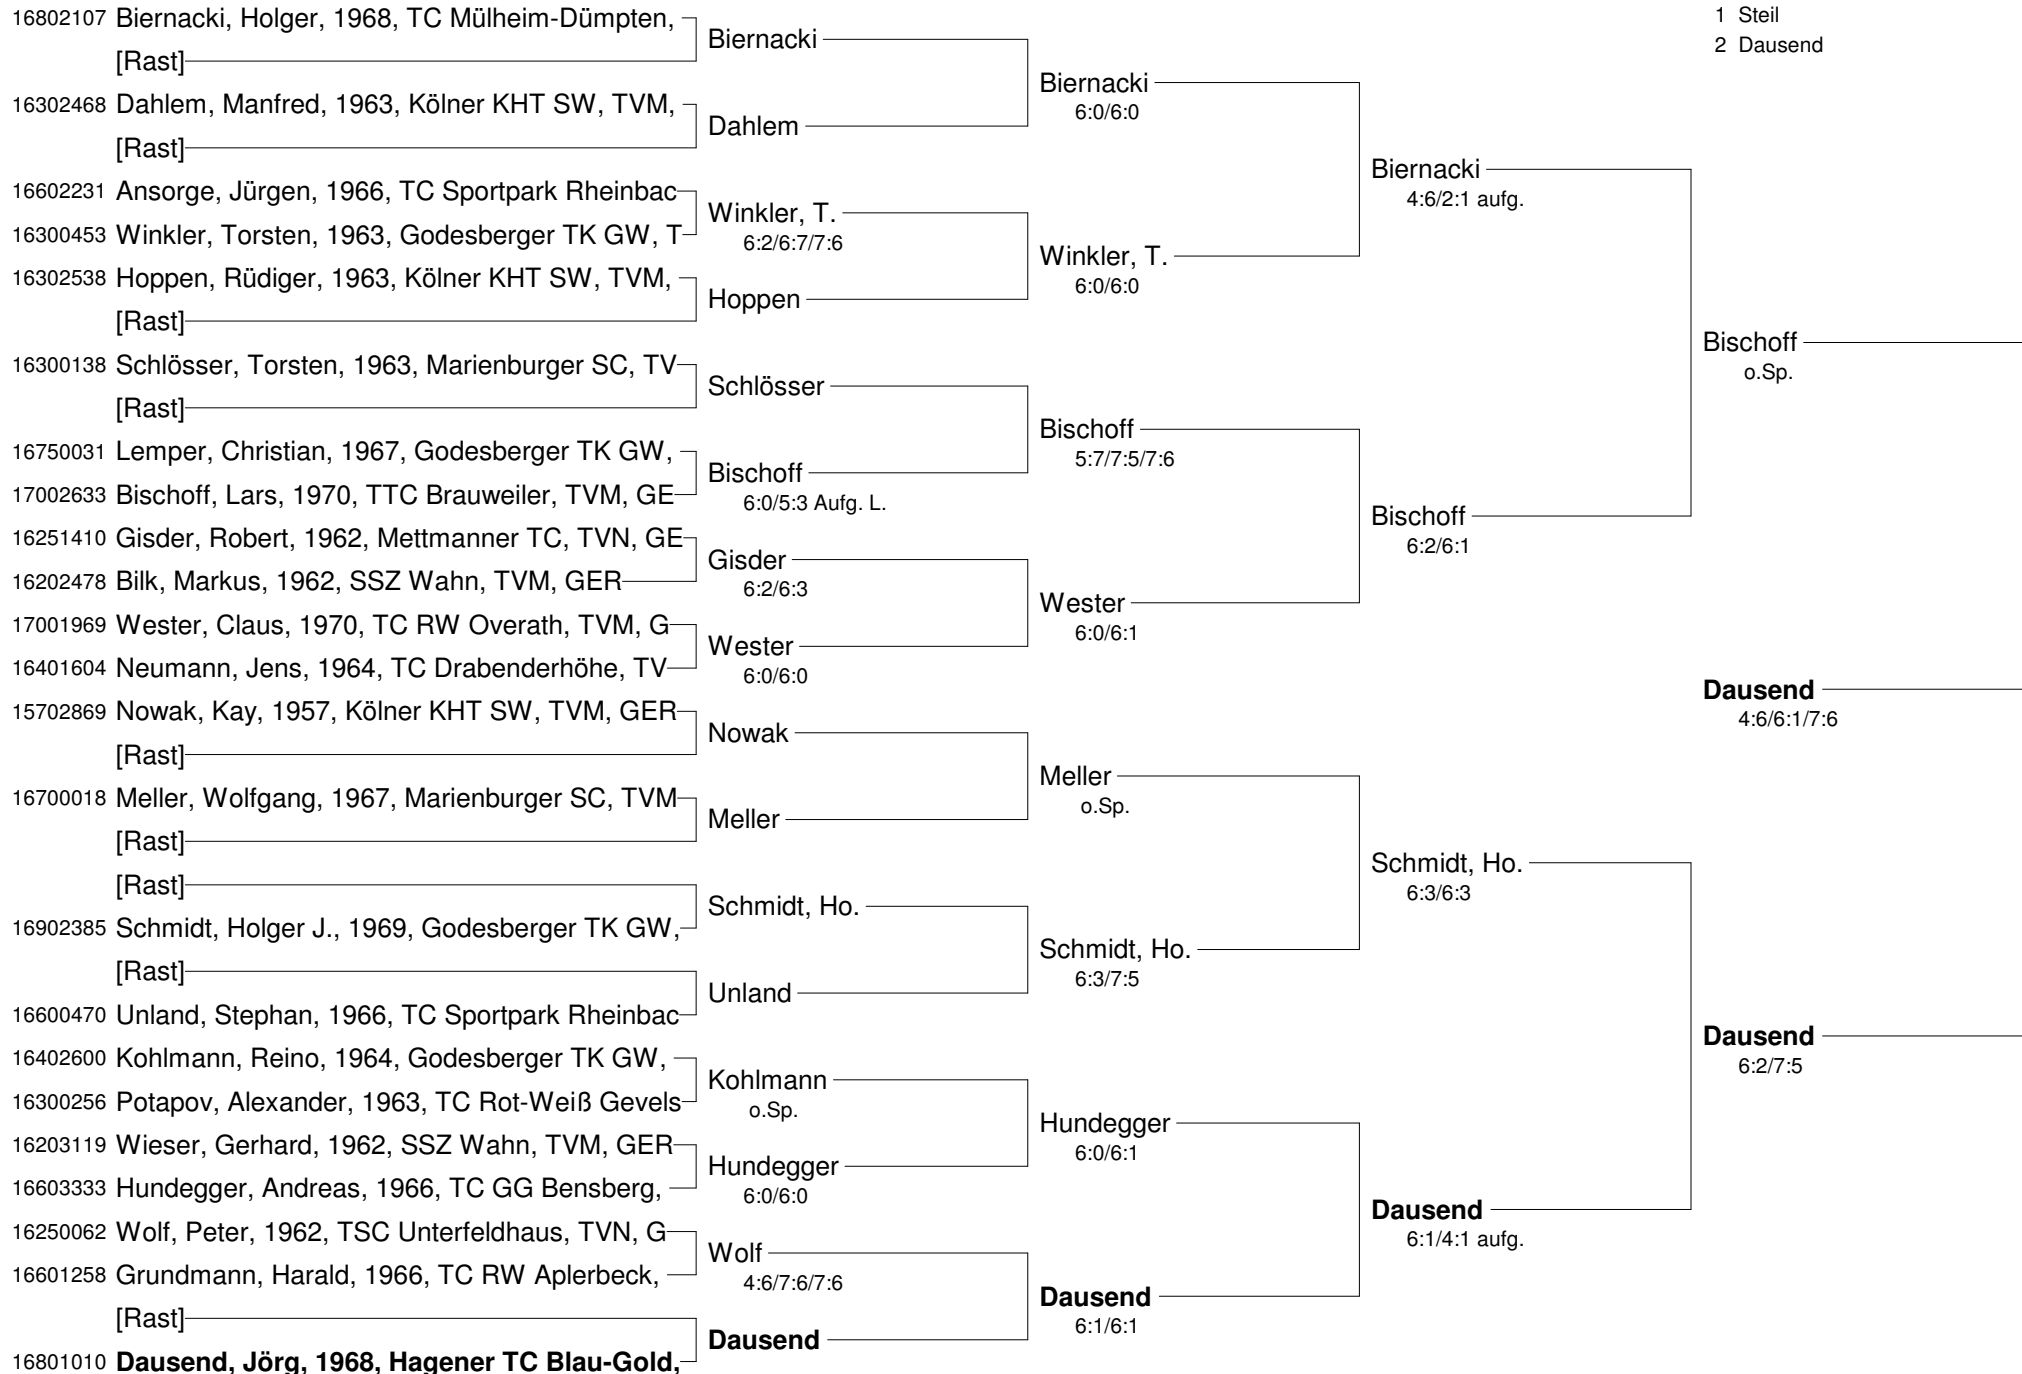 16802107 Biernacki, Holger, 1968, TC Mülheim-Dümpten,
[Rast]
16302468 Dahlem, Manfred, 1963, Kölner KHT SW, TVM,
[Rast]
16602231 Ansorge, Jürgen, 1966, TC Sportpark Rheinbac
16300453 Winkler, Torsten, 1963, Godesberger TK GW, T
16302538 Hoppen, Rüdiger, 1963, Kölner KHT SW, TVM,
[Rast]
16300138 Schlösser, Torsten, 1963, Marienburger SC, TV
[Rast]
16750031 Lemper, Christian, 1967, Godesberger TK GW,
17002633 Bischoff, Lars, 1970, TTC Brauweiler, TVM, GE
16251410 Gisder, Robert, 1962, Mettmanner TC, TVN, GE
16202478 Bilk, Markus, 1962, SSZ Wahn, TVM, GER
17001969 Wester, Claus, 1970, TC RW Overath, TVM, G
16401604 Neumann, Jens, 1964, TC Drabenderhöhe, TV
15702869 Nowak, Kay, 1957, Kölner KHT SW, TVM, GER
[Rast]
16700018 Meller, Wolfgang, 1967, Marienburger SC, TVM
[Rast]
[Rast]
16902385 Schmidt, Holger J., 1969, Godesberger TK GW,
[Rast]
16600470 Unland, Stephan, 1966, TC Sportpark Rheinbac
16402600 Kohlmann, Reino, 1964, Godesberger TK GW,
16300256 Potapov, Alexander, 1963, TC Rot-Weiß Gevels
16203119 Wieser, Gerhard, 1962, SSZ Wahn, TVM, GER
16603333 Hundegger, Andreas, 1966, TC GG Bensberg,
16250062 Wolf, Peter, 1962, TSC Unterfeldhaus, TVN, G
16601258 Grundmann, Harald, 1966, TC RW Aplerbeck,
[Rast]
16801010 Dausend, Jörg, 1968, Hagener TC Blau-Gold,
Biernacki
Dahlem
Winkler, T.
6:2/6:7/7:6
Hoppen
Schlösser
Bischoff
6:0/5:3 Aufg. L.
Gisder
6:2/6:3
Wester
6:0/6:0
Nowak
Meller
Schmidt, Ho.
Unland
Kohlmann
o.Sp.
Hundegger
6:0/6:0
Wolf
4:6/7:6/7:6
Dausend
Biernacki
6:0/6:0
Winkler, T.
6:0/6:0
Bischoff
5:7/7:5/7:6
Wester
6:0/6:1
Meller
o.Sp.
Schmidt, Ho.
6:3/7:5
Hundegger
6:0/6:1
Dausend
6:1/6:1
Biernacki
4:6/2:1 aufg.
Bischoff
6:2/6:1
Schmidt, Ho.
6:3/6:3
Dausend
6:1/4:1 aufg.
1 Steil
2 Dausend
Bischoff
o.Sp.
Dausend
4:6/6:1/7:6
Dausend
6:2/7:5